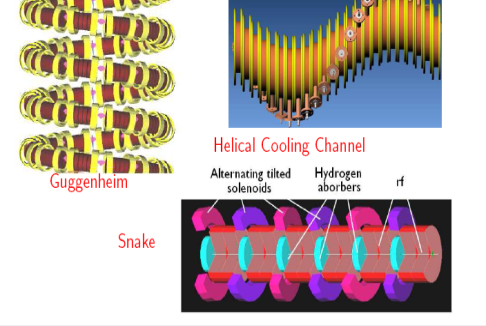 Helical Cooling Channel
Guggenheim
Alternating tilted
solenoids
Hydrogen
aborbers
rf
Snake